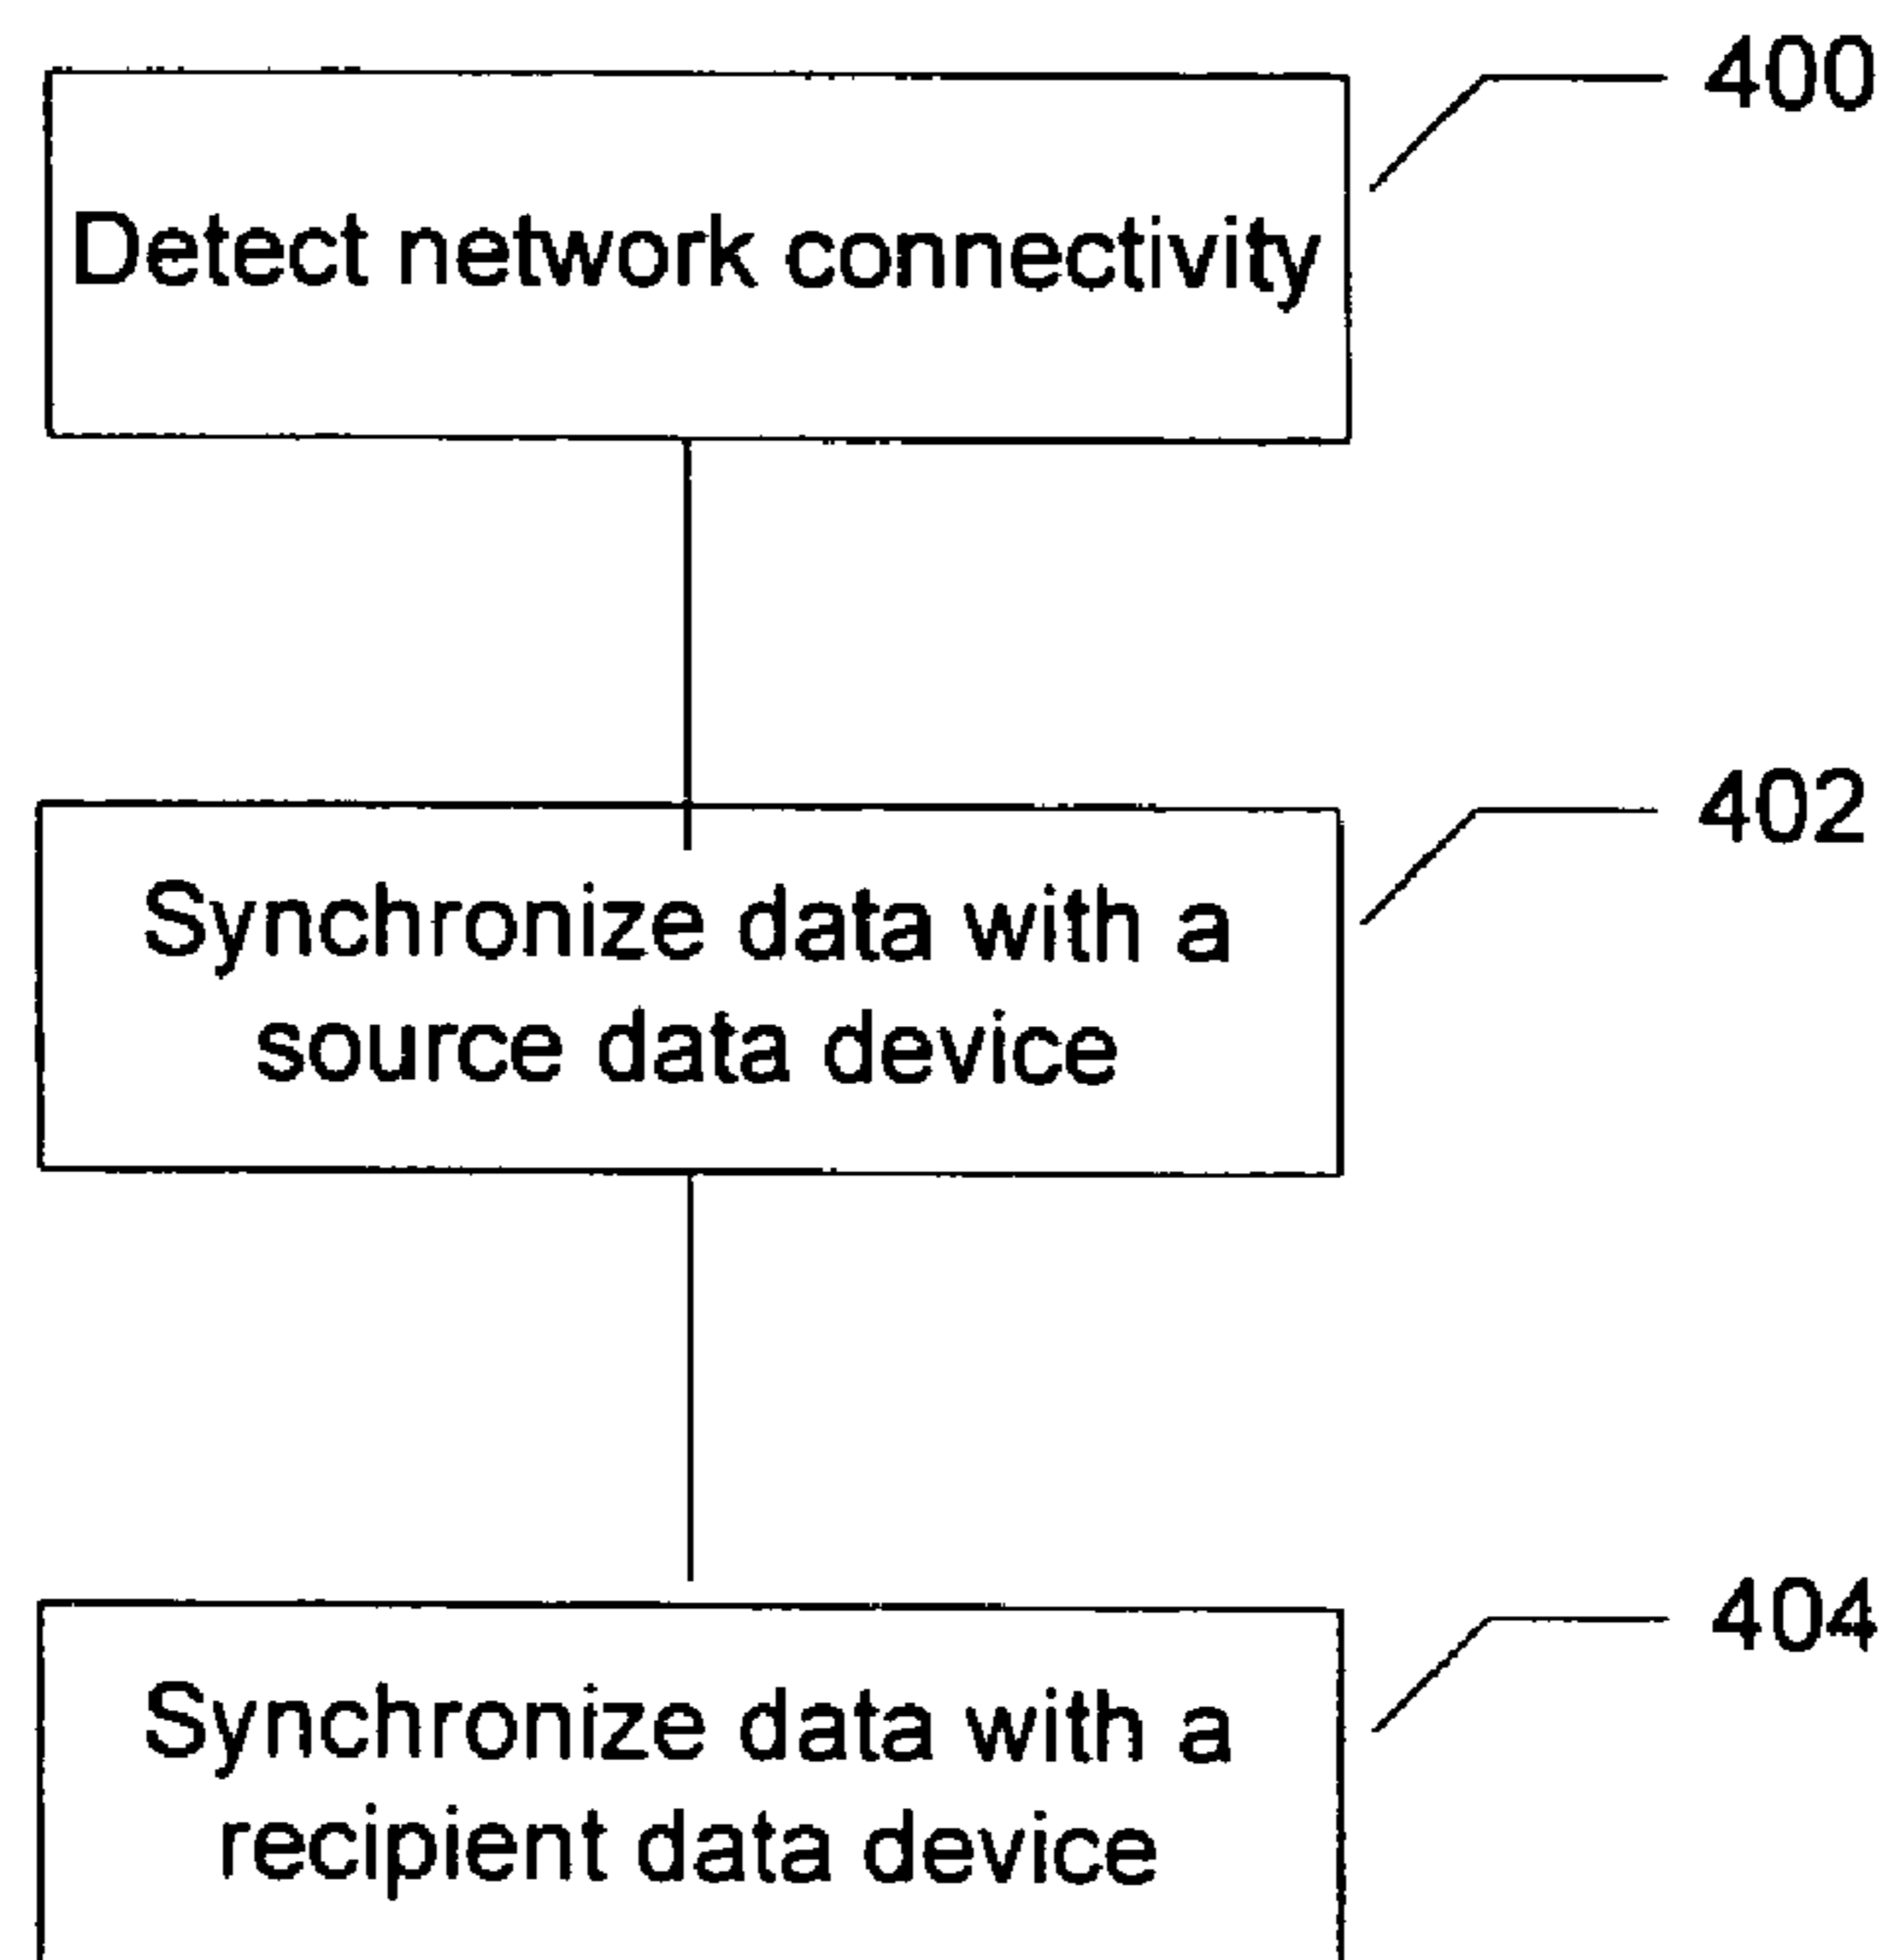 400
Detect network connectivity
402
Synchronize data with a
source data device
404
Synchronize data with a
recipient data device